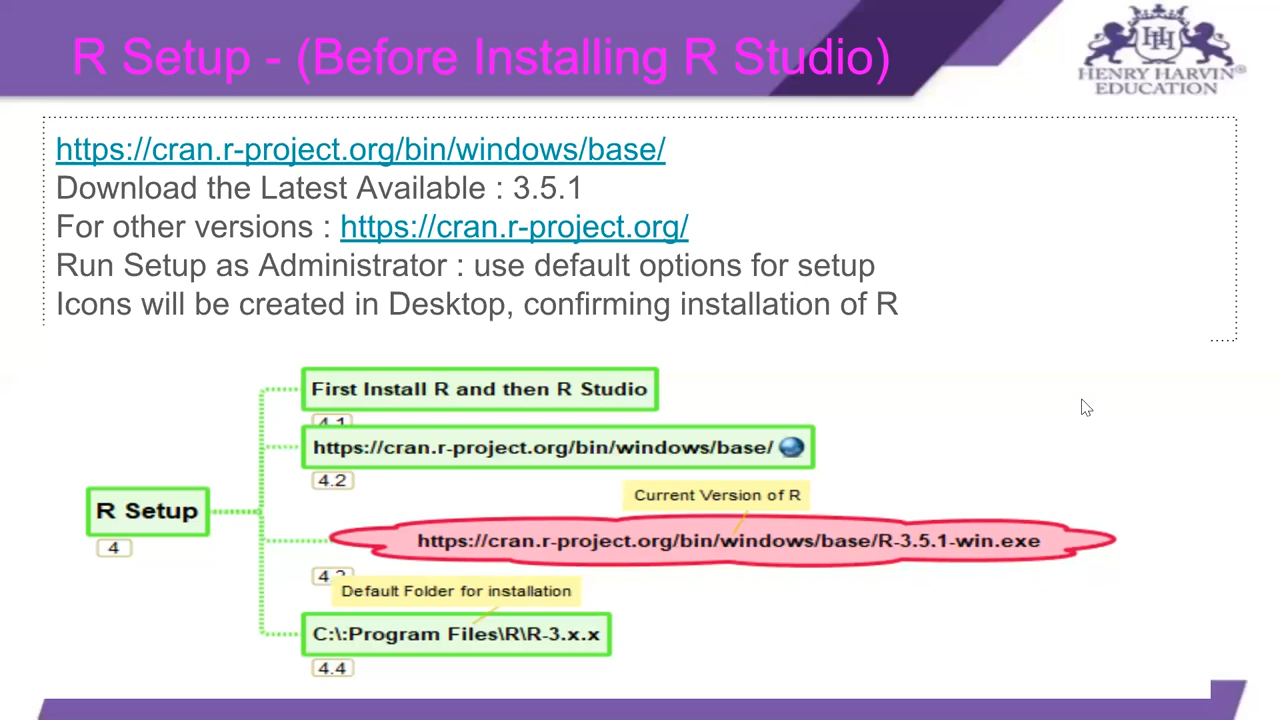 R Setup - (Before Installing R Studio)
HENRY HARVIN®
EDUCATION
https://cran.r-project.org/bin/windows/base/
Download the Latest Available : 3.5.1
For other versions : https://cran.r-project.org/
Run Setup as Administrator : use default options for setup
Icons will be created in Desktop, confirming installation of R
First Install R and then R Studio
4.1
https://cran.r-project.org/bin/windows/base/
4.2
Current Version of R
R Setup
4
https://cran.r-project.org/bin/windows/base/R-3.5.1-win.exe
4.3
Default Folder for installation
C:\:Program Files\R\R-3.x.x
4.4